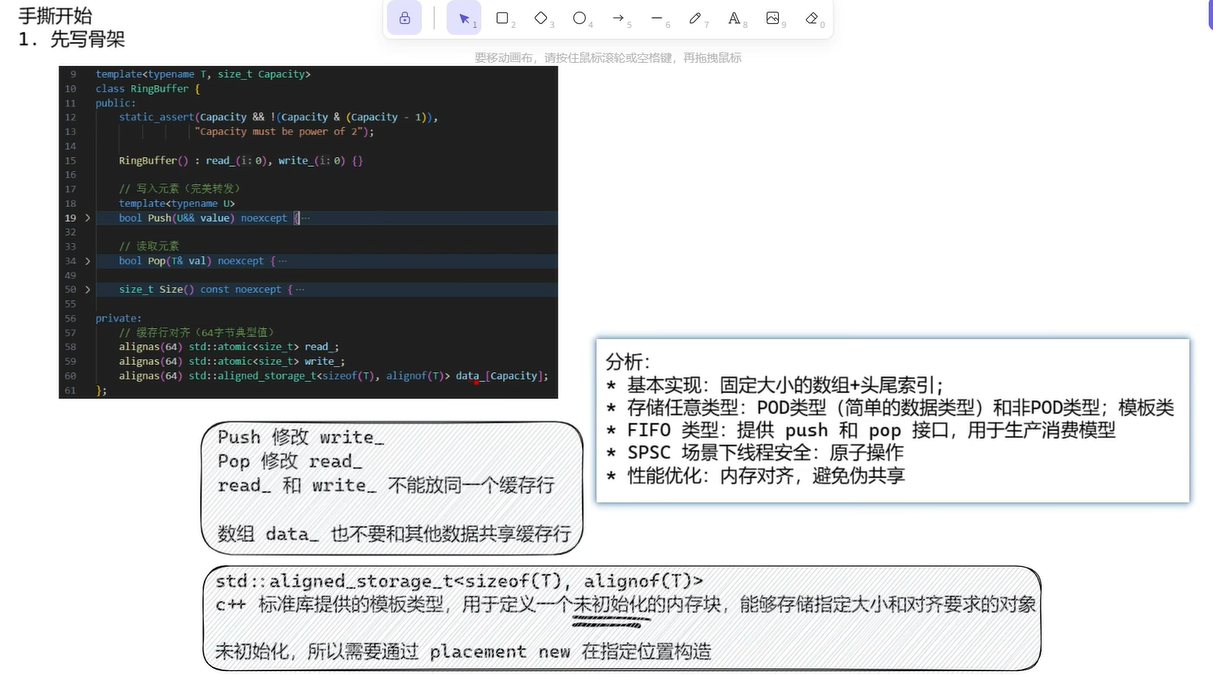 手撕开始
1. 先写骨架
1
2
3
4
5
6
7
A
8
9
0
要移动画布，请按住鼠标滚轮或空格键，再拖拽鼠标
9 template<typename T, size_t Capacity>
10 class RingBuffer {
11 public:
12 static_assert(Capacity && !(Capacity & (Capacity - 1)),
13 "Capacity must be power of 2");
14
15 RingBuffer() : read_(i: 0), write_(i: 0) {}
16
17 // 写入元素（完美转发）
18 template<typename U>
19 bool Push(U&& value) noexcept {⋯
32
33 // 读取元素
34 bool Pop(T& val) noexcept {⋯
49
50 size_t Size() const noexcept {⋯
55
56 private:
57 // 缓存行对齐（64字节典型值）
58 alignas(64) std::atomic<size_t> read_;
59 alignas(64) std::atomic<size_t> write_;
60 alignas(64) std::aligned_storage_t<sizeof(T), alignof(T)> data_[Capacity];
61 };
分析：
* 基本实现：固定大小的数组+头尾索引；
* 存储任意类型：POD类型（简单的数据类型）和非POD类型；模板类
* FIFO 类型：提供 push 和 pop 接口，用于生产消费模型
* SPSC 场景下线程安全：原子操作
* 性能优化：内存对齐，避免伪共享
Push 修改 write_
Pop 修改 read_
read_ 和 write_ 不能放同一个缓存行
数组 data_ 也不要和其他数据共享缓存行
std::aligned_storage_t<sizeof(T), alignof(T)>
c++ 标准库提供的模板类型，用于定义一个未初始化的内存块，能够存储指定大小和对齐要求的对象
未初始化，所以需要通过 placement new 在指定位置构造